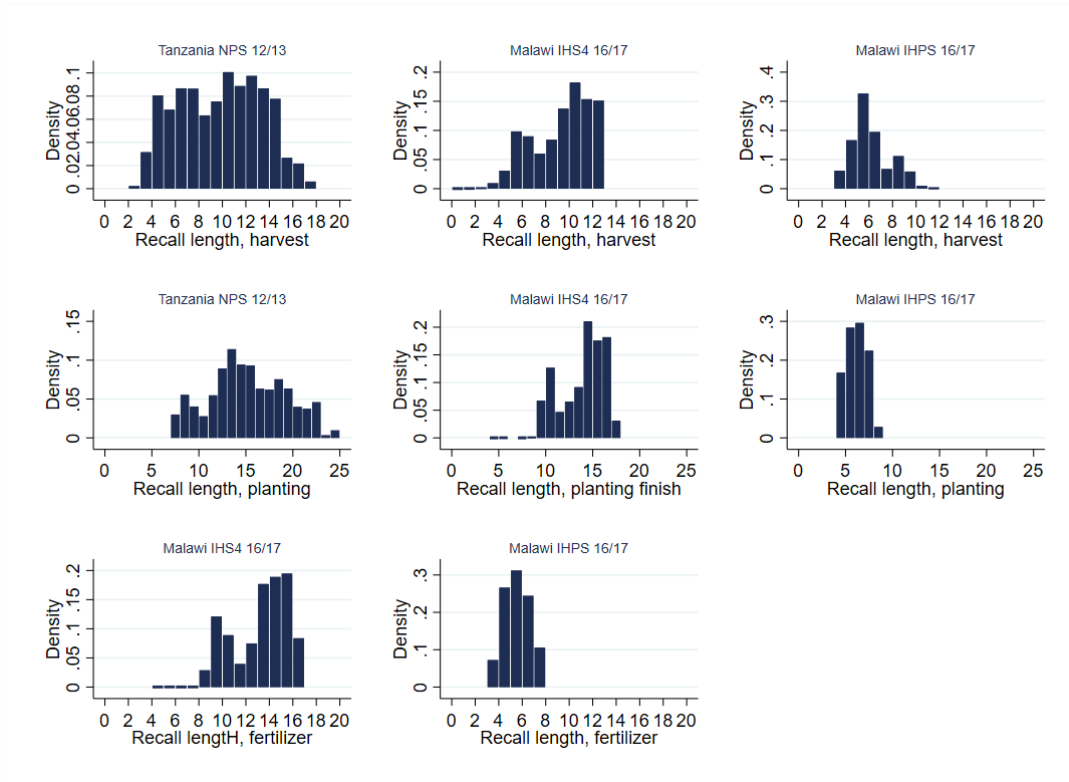 Tanzania NPS 12/13
Malawi IHS4 16/17
Malawi IHPS 16/17
Density
0 .02.04.06.08 .1
0 2 4 6 8 10 12 14 16 18 20
Recall length, harvest
Density
0 .05 .1 .15 .2
0 2 4 6 8 10 12 14 16 18 20
Recall length, harvest
Density
0 .1 .2 .3 .4
0 2 4 6 8 10 12 14 16 18 20
Recall length, harvest
Tanzania NPS 12/13
Malawi IHS4 16/17
Malawi IHPS 16/17
Density
0 .05 .1 .15
0 5 10 15 20 25
Recall length, planting
Density
0 .05 .1 .15 .2
0 5 10 15 20 25
Recall length, planting finish
Density
0 .1 .2 .3
0 5 10 15 20 25
Recall length, planting
Malawi IHS4 16/17
Malawi IHPS 16/17
Density
0 .05 .1 .15 .2
0 2 4 6 8 10 12 14 16 18 20
Recall lengtH, fertilizer
Density
0 .1 .2 .3
0 2 4 6 8 10 12 14 16 18 20
Recall length, fertilizer